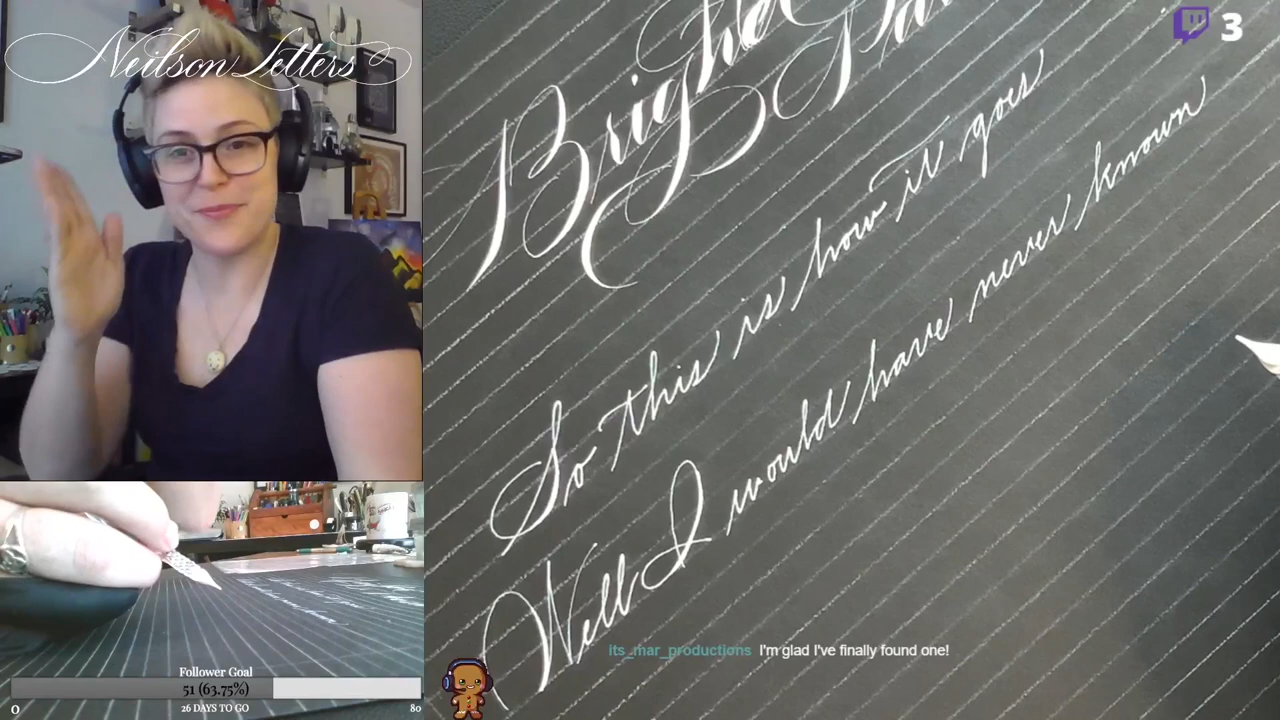 Neilson Letters
3
Bright
So this is how it goes
Well I would have never known
its_mar_productions I'm glad I've finally found one!
Follower Goal
51 (63.75%)
0 26 DAYS TO GO 80